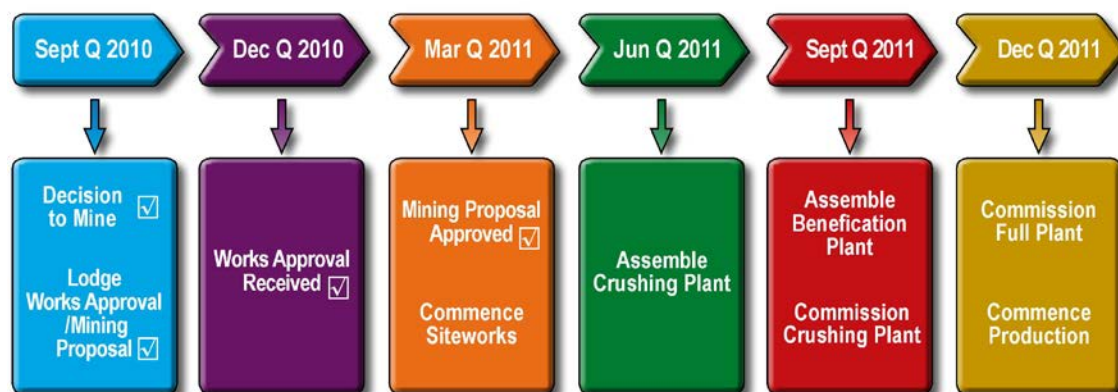 Sept Q 2010
Dec Q 2010
Mar Q 2011
Jun Q 2011
Sept Q 2011
Dec Q 2011
Decision
to Mine ☑
Lodge
Works Approval
/Mining
Proposal ☑
Works Approval
Received ☑
Mining Proposal
Approved ☑
Commence
Siteworks
Assemble
Crushing Plant
Assemble
Benefication
Plant
Commission
Crushing Plant
Commission
Full Plant
Commence
Production